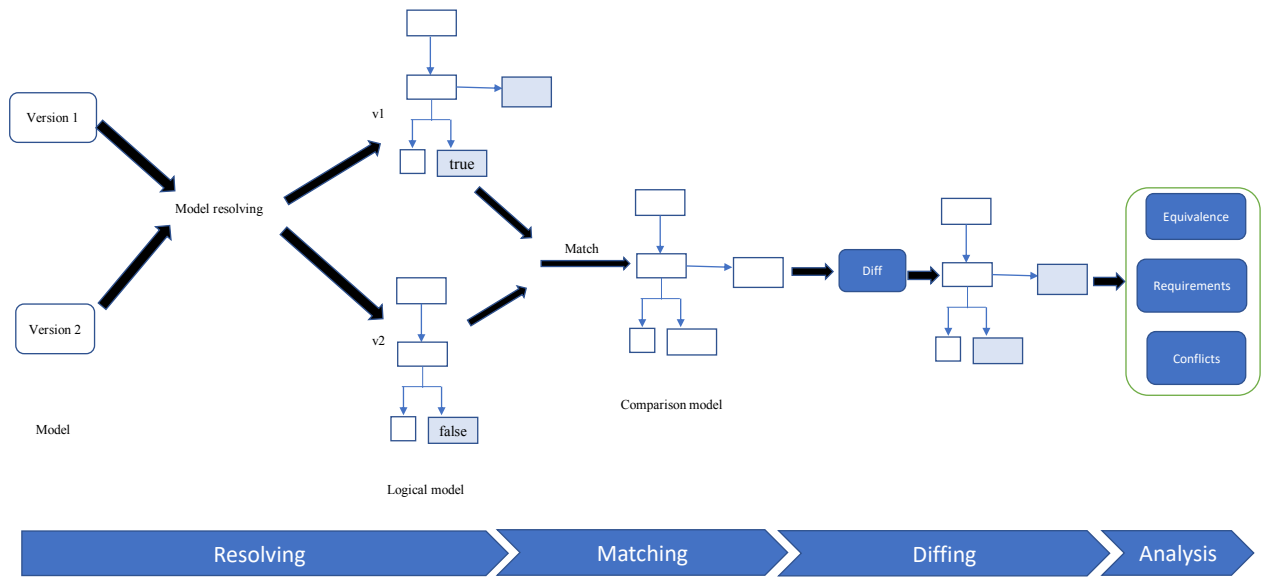 Version 1
v1
true
Model resolving
Version 2
v2
false
Match
Diff
Equivalence
Requirements
Conflicts
Comparison model
Model
Logical model
Resolving
Matching
Diffing
Analysis